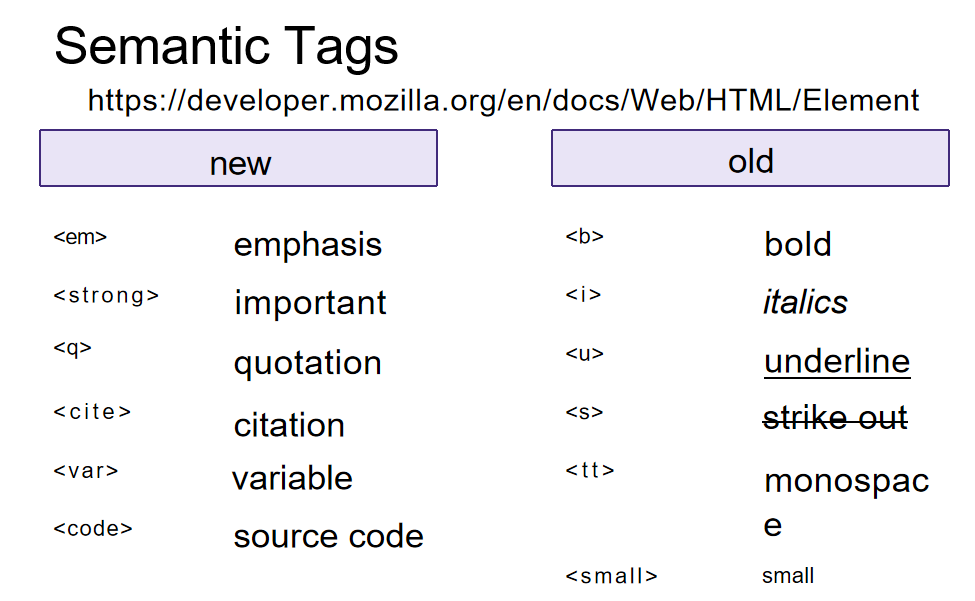 Semantic Tags
https://developer.mozilla.org/en/docs/Web/HTML/Element
new
<em> emphasis
<strong> important
<q> quotation
<cite> citation
<var> variable
<code> source code
old
<b> bold
<i> italics
<u> underline
<s> strike out
<tt> monospac
e
<small> small